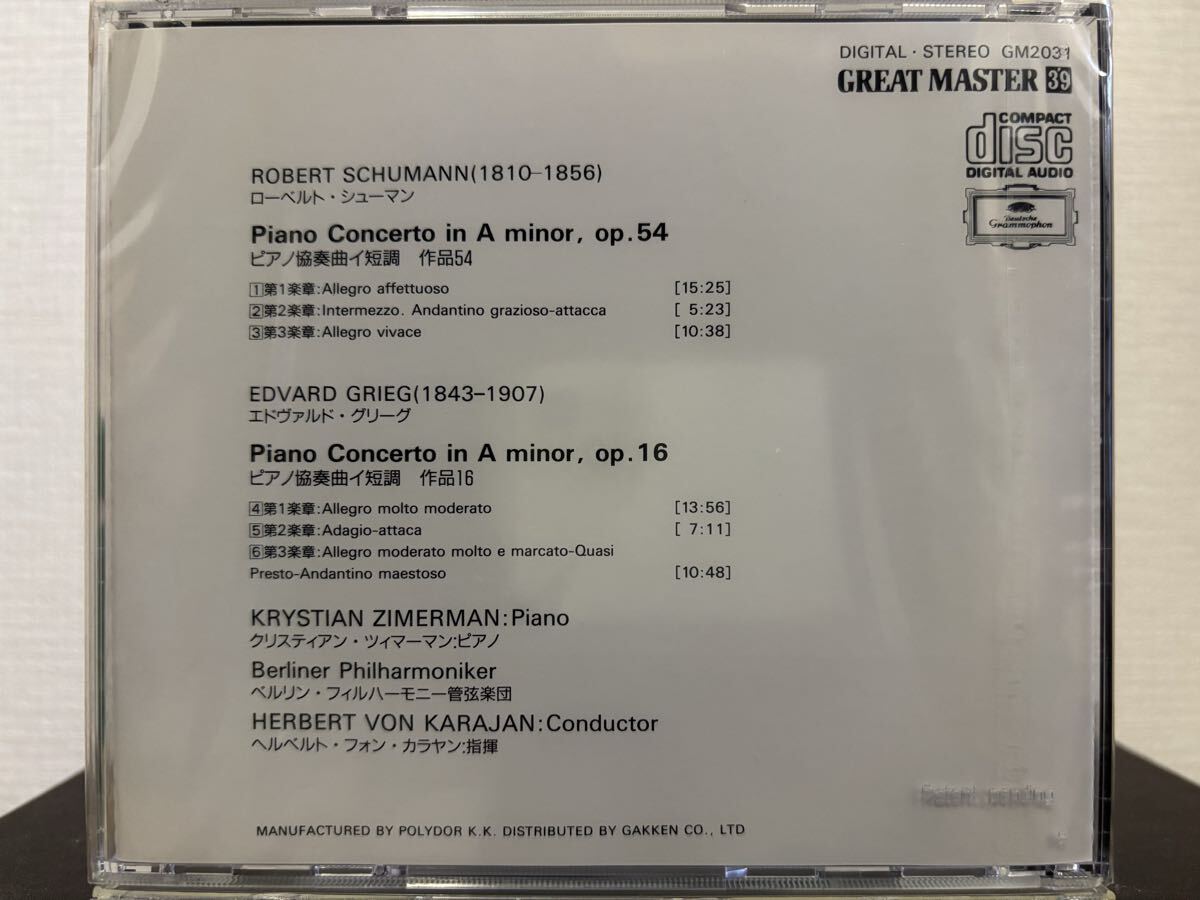 DIGITAL・STEREO GM2031
GREAT MASTER 39
COMPACT
disc
DIGITAL AUDIO
Deutsche
Grammophon
ROBERT SCHUMANN(1810-1856)
ローベルト・シューマン
Piano Concerto in A minor, op.54
ピアノ協奏曲イ短調 作品54
1第1楽章:Allegro affettuoso [15:25]
2第2楽章:Intermezzo. Andantino grazioso-attacca [ 5:23]
3第3楽章:Allegro vivace [10:38]
EDVARD GRIEG(1843-1907)
エドヴァルド・グリーグ
Piano Concerto in A minor, op.16
ピアノ協奏曲イ短調 作品16
4第1楽章:Allegro molto moderato [13:56]
5第2楽章:Adagio-attaca [ 7:11]
6第3楽章:Allegro moderato molto e marcato-Quasi
Presto-Andantino maestoso [10:48]
KRYSTIAN ZIMERMAN:Piano
クリスティアン・ツィマーマン:ピアノ
Berliner Philharmoniker
ベルリン・フィルハーモニー管弦楽団
HERBERT VON KARAJAN:Conductor
ヘルベルト・フォン・カラヤン:指揮
Patent pending
MANUFACTURED BY POLYDOR K.K. DISTRIBUTED BY GAKKEN CO., LTD